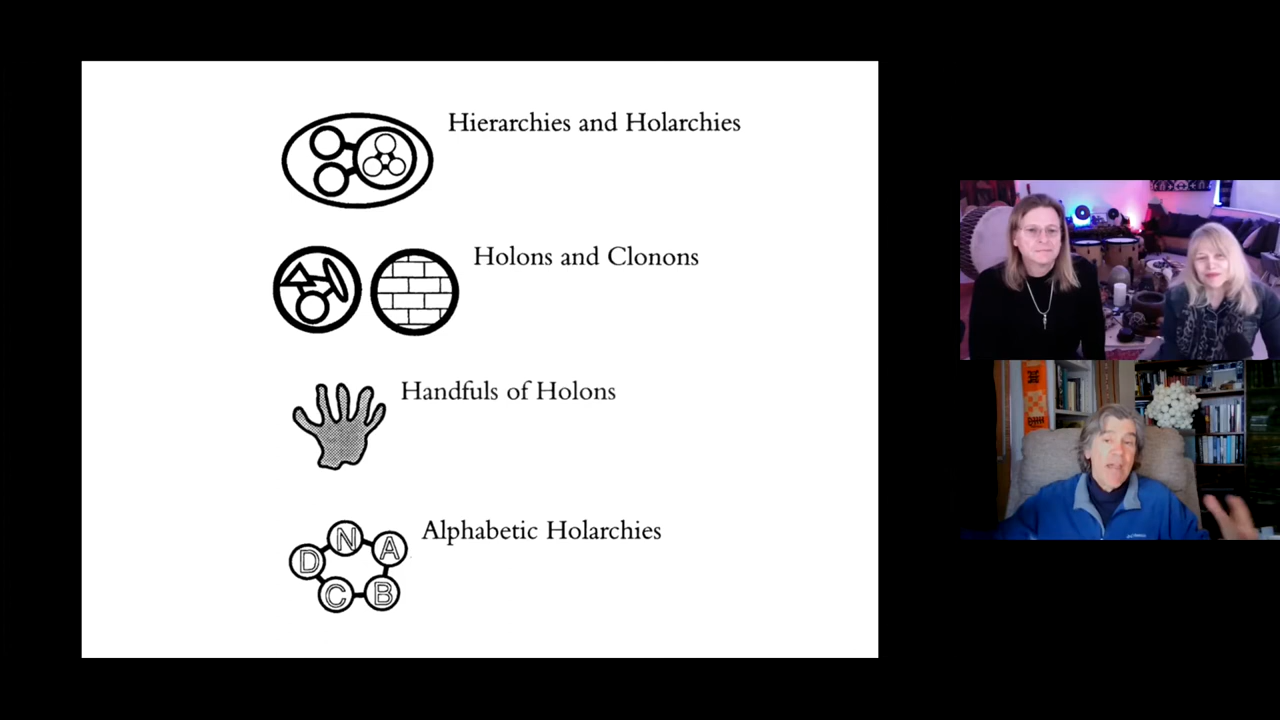 Hierarchies and Holarchies
Holons and Clonons
Handfuls of Holons
Alphabetic Holarchies
N
D
A
C
B